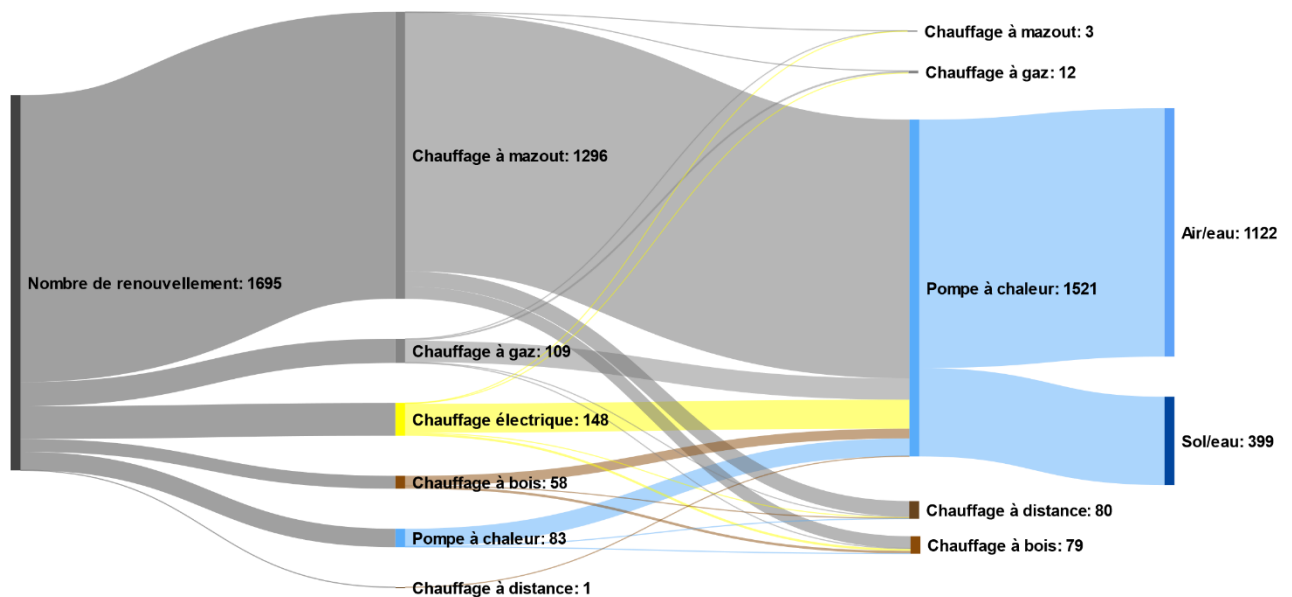 Nombre de renouvellement: 1695
Chauffage à mazout: 1296
Chauffage à gaz: 109
Chauffage électrique: 148
Chauffage à bois: 58
Pompe à chaleur: 83
Chauffage à distance: 1
Chauffage à mazout: 3
Chauffage à gaz: 12
Pompe à chaleur: 1521
Chauffage à distance: 80
Chauffage à bois: 79
Air/eau: 1122
Sol/eau: 399